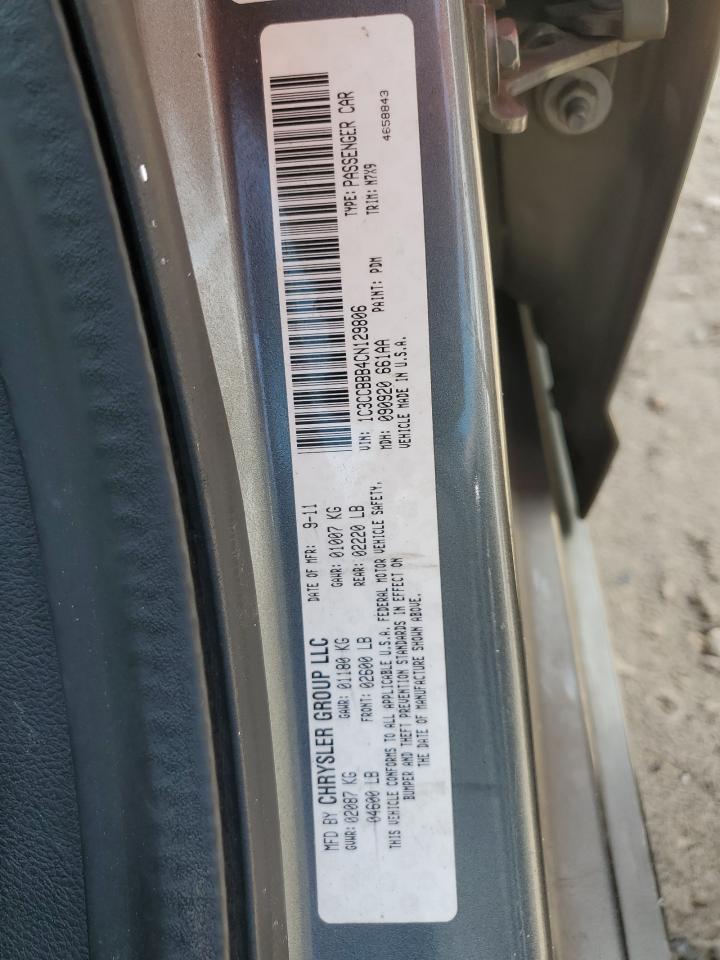 MFD BY CHRYSLER GROUP LLC DATE OF MFR: 9-11
GVWR: 02087 KG GAWR: 01180 KG GAWR: 01007 KG
04600 LB FRONT: 02600 LB REAR: 02220 LB
THIS VEHICLE CONFORMS TO ALL APPLICABLE U.S.A. FEDERAL MOTOR VEHICLE SAFETY,
BUMPER AND THEFT PREVENTION STANDARDS IN EFFECT ON
THE DATE OF MANUFACTURE SHOWN ABOVE.
VIN: 1C3CCBBB4CN129806 TYPE: PASSENGER CAR
MDH: 090920 661AA PAINT: PDM TRIM: M7X9
VEHICLE MADE IN U.S.A. 4658843